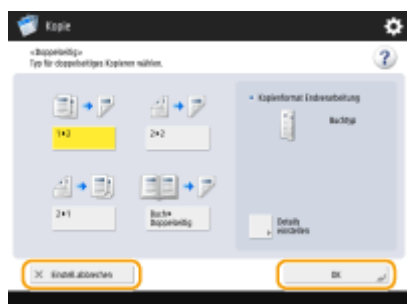 Kopie
<Doppelseitig>
Typ für doppelseitiges Kopieren wählen.
?
1▸2
2▸2
2▸1
Buch▸
Doppelseitig
• Kopienformat Endverarbeitung
Buchtyp
Details
einstellen
× Einstell.abbrechen
OK